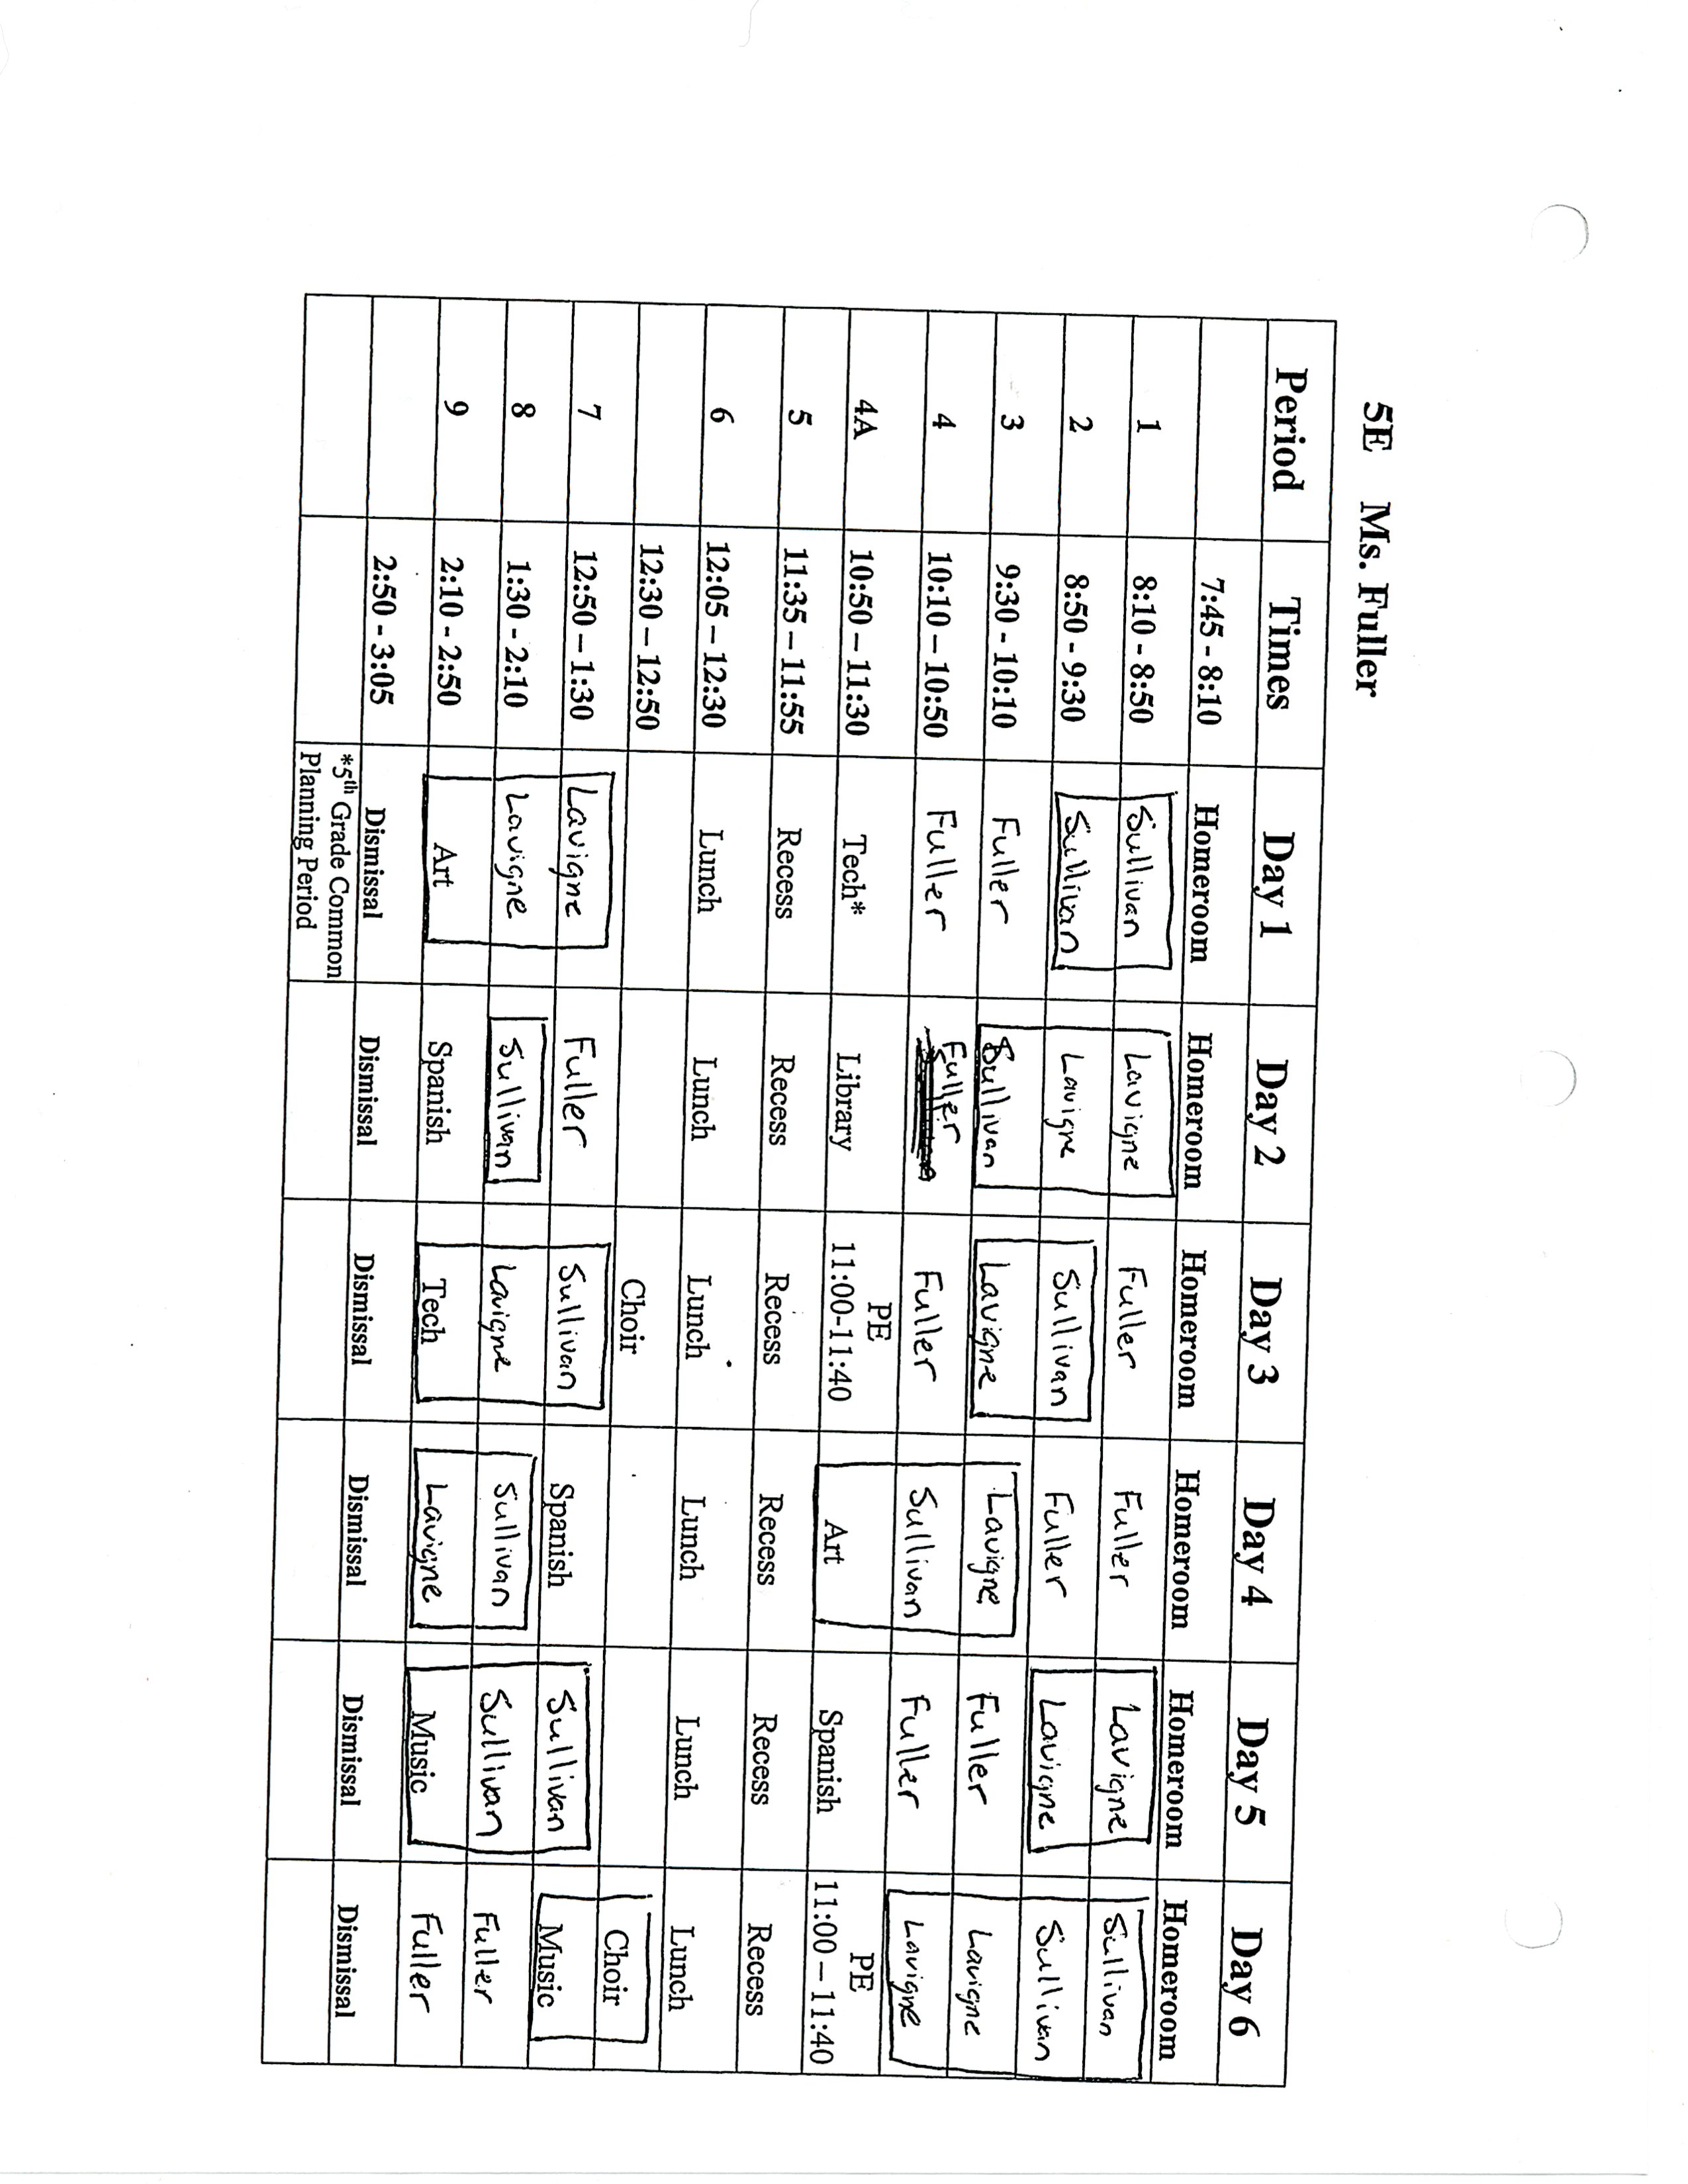 5E Ms. Fuller
Period Times Day 1 Day 2 Day 3 Day 4 Day 5 Day 6
7:45 - 8:10 Homeroom Homeroom Homeroom Homeroom Homeroom Homeroom
1 8:10 - 8:50 Sullivan Lavigne Fuller Fuller Lavigne Sullivan
2 8:50 - 9:30 Sullivan Lavigne Sullivan Fuller Lavigne Sullivan
3 9:30 - 10:10 Fuller Sullivan Lavigne Lavigne Fuller Lavigne
4 10:10 – 10:50 Fuller Fuller Fuller Sullivan Fuller Lavigne
4A 10:50 – 11:30 Tech* Library PE 11:00-11:40 Art Spanish PE 11:00 – 11:40
5 11:35 – 11:55 Recess Recess Recess Recess Recess Recess
6 12:05 – 12:30 Lunch Lunch Lunch Lunch Lunch Lunch
12:30 – 12:50 Choir Choir
7 12:50 – 1:30 Lavigne Fuller Sullivan Spanish Sullivan Music
8 1:30 - 2:10 Lavigne Sullivan Lavigne Sullivan Sullivan Fuller
9 2:10 - 2:50 Art Spanish Tech Lavigne Music Fuller
2:50 - 3:05 Dismissal Dismissal Dismissal Dismissal Dismissal Dismissal
*5th Grade Common
Planning Period